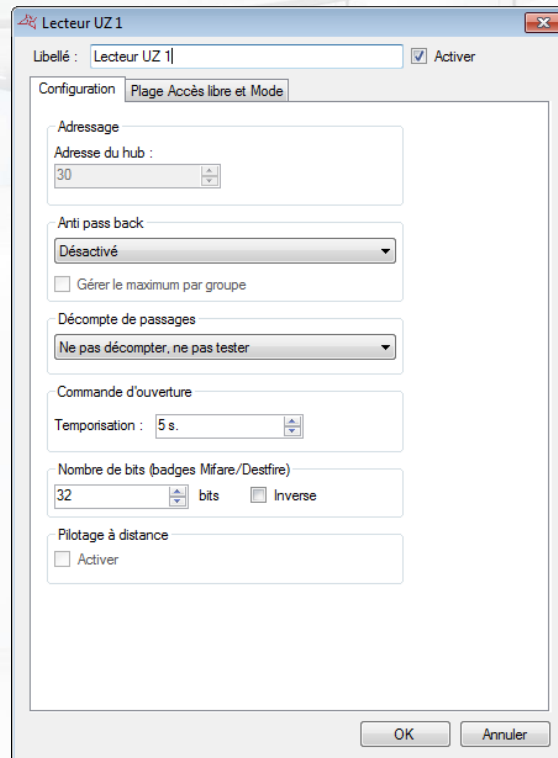 Lecteur UZ 1
Libellé : Lecteur UZ 1 Activer
Configuration Plage Accès libre et Mode
Adressage
Adresse du hub :
30
Anti pass back
Désactivé
Gérer le maximum par groupe
Décompte de passages
Ne pas décompter, ne pas tester
Commande d'ouverture
Temporisation : 5 s.
Nombre de bits (badges Mifare/Destfire)
32 bits Inverse
Pilotage à distance
Activer
OK Annuler